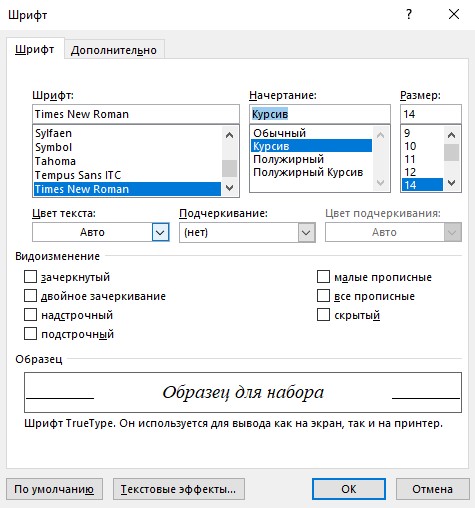 Шрифт
Шрифт Дополнительно
Шрифт: Начертание: Размер:
Times New Roman Курсив 14
Sylfaen Обычный 9
Symbol Курсив 10
Tahoma Полужирный 11
Tempus Sans ITC Полужирный Курсив 12
Times New Roman 14
Цвет текста: Подчеркивание: Цвет подчеркивания:
Авто (нет) Авто
Видоизменение
зачеркнутый малые прописные
двойное зачеркивание все прописные
надстрочный скрытый
подстрочный
Образец
Образец для набора
Шрифт TrueType. Он используется для вывода как на экран, так и на принтер.
По умолчанию Текстовые эффекты... ОК Отмена